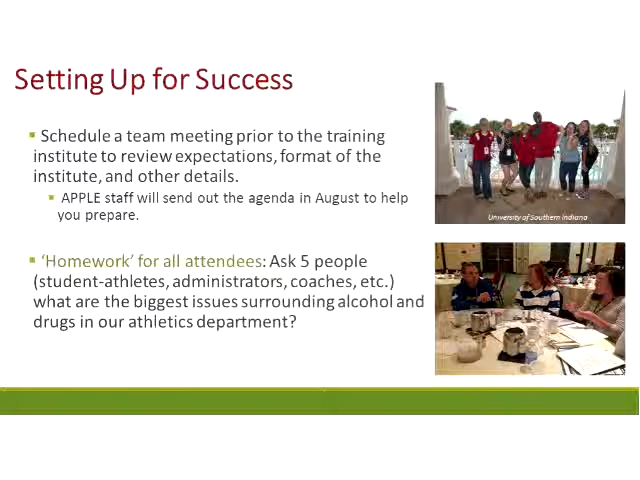 Setting Up for Success
▪ Schedule a team meeting prior to the training
institute to review expectations, format of the
institute, and other details.
▪ APPLE staff will send out the agenda in August to help
you prepare.
▪ ‘Homework’ for all attendees: Ask 5 people
(student-athletes, administrators, coaches, etc.)
what are the biggest issues surrounding alcohol and
drugs in our athletics department?
University of Southern Indiana